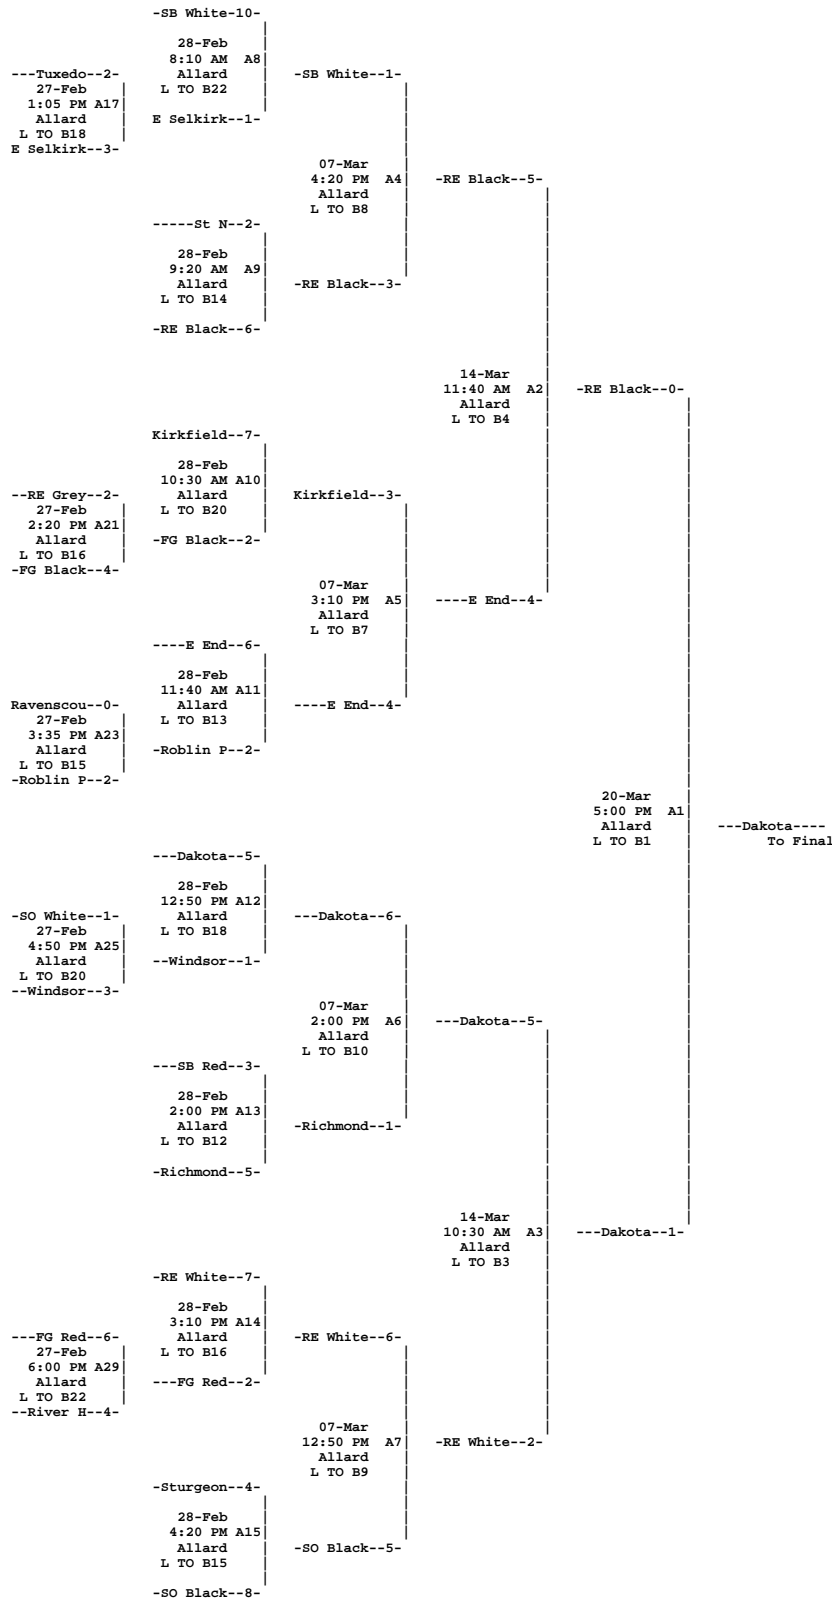 -SB White-10-
28-Feb
8:10 AM A8
---Tuxedo--2- Allard -SB White--1-
27-Feb L TO B22
1:05 PM A17
Allard E Selkirk--1-
L TO B18
E Selkirk--3-
07-Mar
4:20 PM A4 -RE Black--5-
Allard
L TO B8
-----St N--2-
28-Feb
9:20 AM A9
Allard -RE Black--3-
L TO B14
-RE Black--6-
14-Mar
11:40 AM A2 -RE Black--0-
Allard
L TO B4
Kirkfield--7-
28-Feb
10:30 AM A10
--RE Grey--2- Allard Kirkfield--3-
27-Feb L TO B20
2:20 PM A21
Allard -FG Black--2-
L TO B16
-FG Black--4-
07-Mar
3:10 PM A5 ----E End--4-
Allard
L TO B7
----E End--6-
28-Feb
11:40 AM A11
Ravenscou--0- Allard ----E End--4-
27-Feb L TO B13
3:35 PM A23
Allard -Roblin P--2-
L TO B15
-Roblin P--2-
20-Mar
5:00 PM A1
Allard ---Dakota----
L TO B1 To Final
---Dakota--5-
28-Feb
12:50 PM A12
-SO White--1- Allard ---Dakota--6-
27-Feb L TO B18
4:50 PM A25
Allard --Windsor--1-
L TO B20
--Windsor--3-
07-Mar
2:00 PM A6 ---Dakota--5-
Allard
L TO B10
---SB Red--3-
28-Feb
2:00 PM A13
Allard -Richmond--1-
L TO B12
-Richmond--5-
14-Mar
10:30 AM A3 ---Dakota--1-
Allard
L TO B3
-RE White--7-
28-Feb
3:10 PM A14
---FG Red--6- Allard -RE White--6-
27-Feb L TO B16
6:00 PM A29
Allard ---FG Red--2-
L TO B22
--River H--4-
07-Mar
12:50 PM A7 -RE White--2-
Allard
L TO B9
-Sturgeon--4-
28-Feb
4:20 PM A15
Allard -SO Black--5-
L TO B15
-SO Black--8-